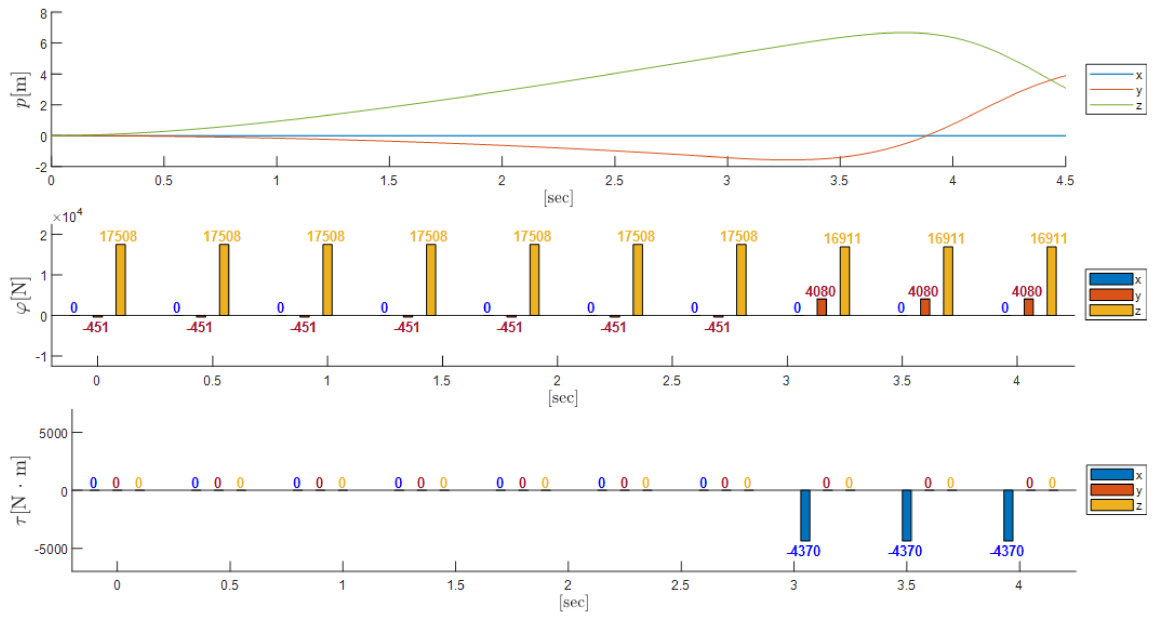 8
6
4
2
0
-2
p[m]
0 0.5 1 1.5 2 2.5 3 3.5 4 4.5
[sec]
x
y
z
×10⁴
2
1
0
-1
φ[N]
17508 17508 17508 17508 17508 17508 17508 16911 16911 16911
4080 4080 4080
0 0 0 0 0 0 0 0 0 0
-451 -451 -451 -451 -451 -451 -451
0 0.5 1 1.5 2 2.5 3 3.5 4
[sec]
x
y
z
5000
0
-5000
τ[N · m]
0 0 0 0 0 0 0 0 0 0 0 0 0 0 0 0 0 0 0 0 0 0 0 0 0 0 0
-4370 -4370 -4370
0 0.5 1 1.5 2 2.5 3 3.5 4
[sec]
x
y
z